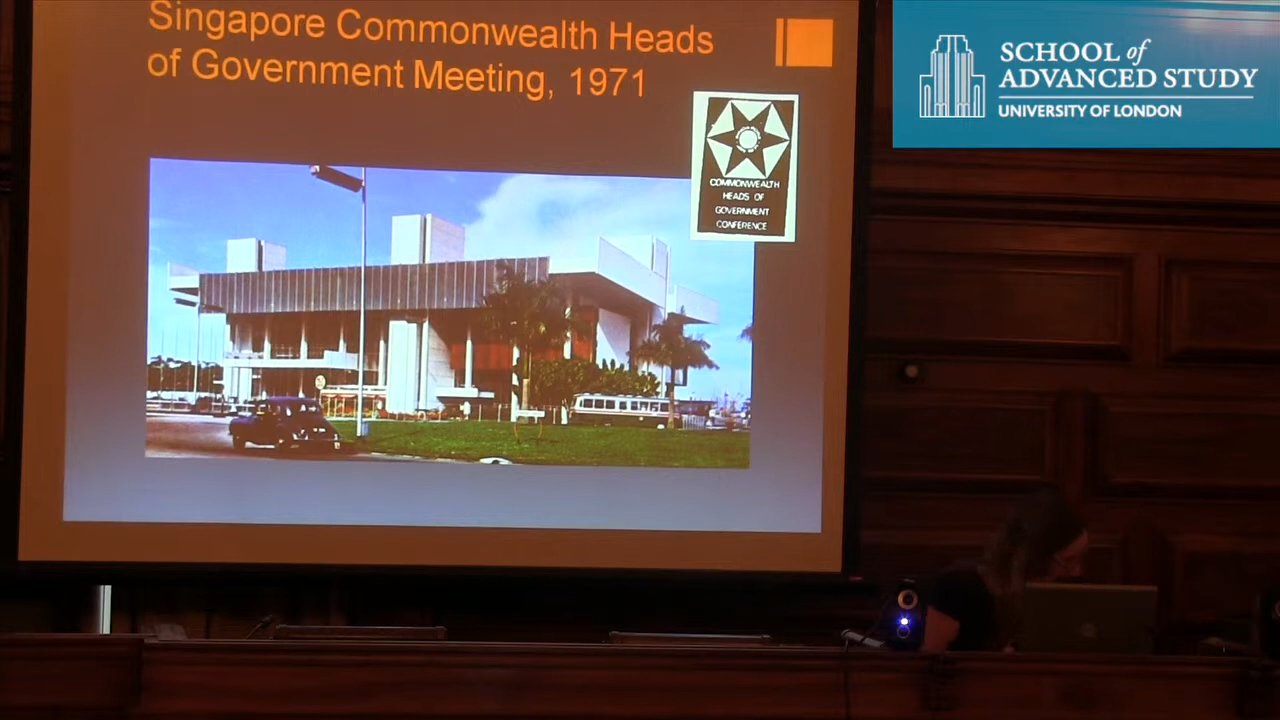 Singapore Commonwealth Heads
of Government Meeting, 1971
COMMONWEALTH
HEADS OF
GOVERNMENT
CONFERENCE
SCHOOL of
ADVANCED STUDY
UNIVERSITY OF LONDON